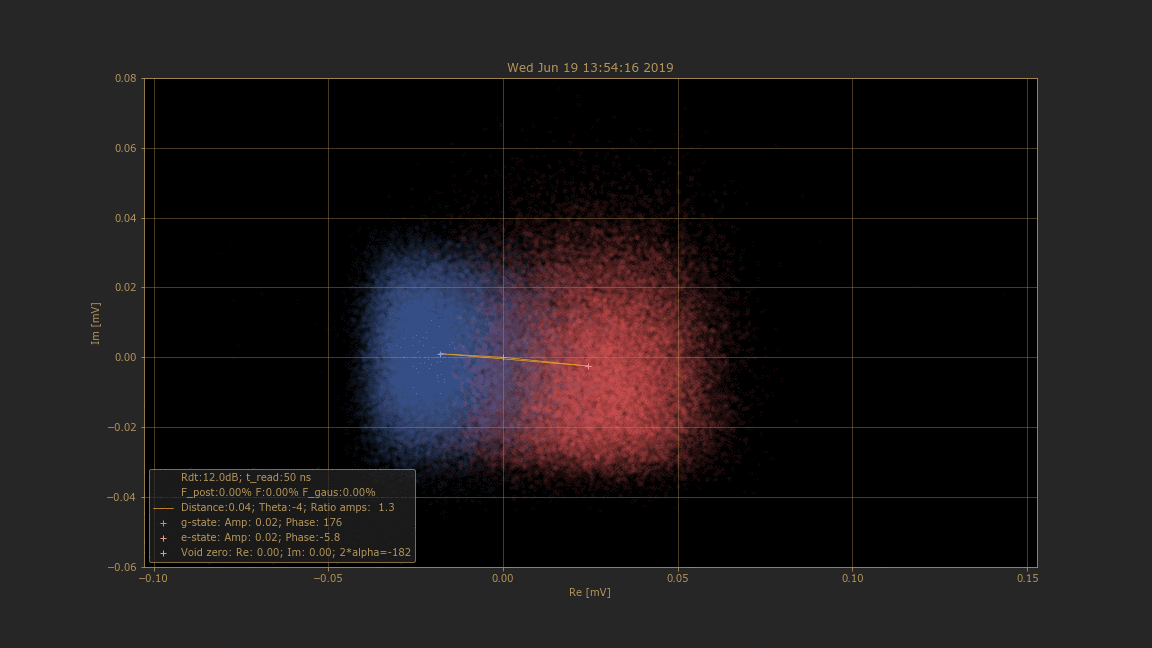 Wed Jun 19 13:54:16 2019
0.08
0.06
0.04
0.02
0.00
−0.02
−0.04
−0.06
Im [mV]
Rdt:12.0dB; t_read:50 ns
F_post:0.00% F:0.00% F_gaus:0.00%
Distance:0.04; Theta:-4; Ratio amps:  1.3
g-state: Amp: 0.02; Phase: 176
e-state: Amp: 0.02; Phase:-5.8
Void zero: Re: 0.00; Im: 0.00; 2*alpha=-182
−0.10 −0.05 0.00 0.05 0.10 0.15
Re [mV]